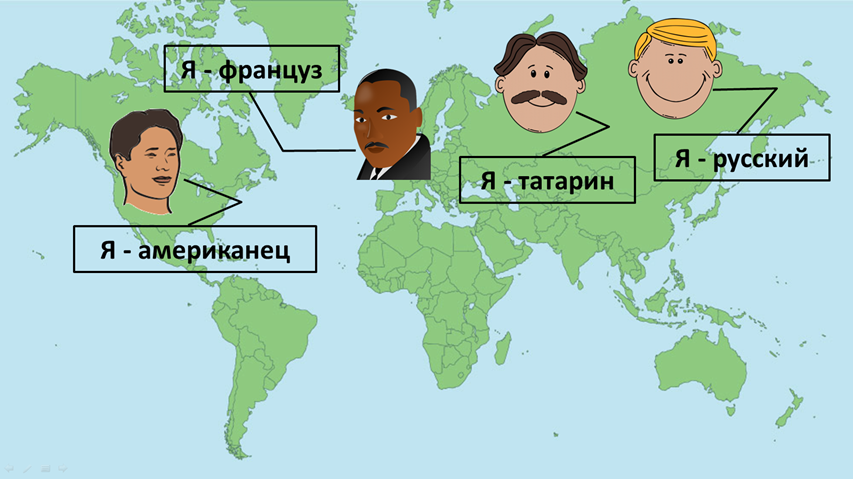 Я - француз
Я - татарин
Я - русский
Я - американец